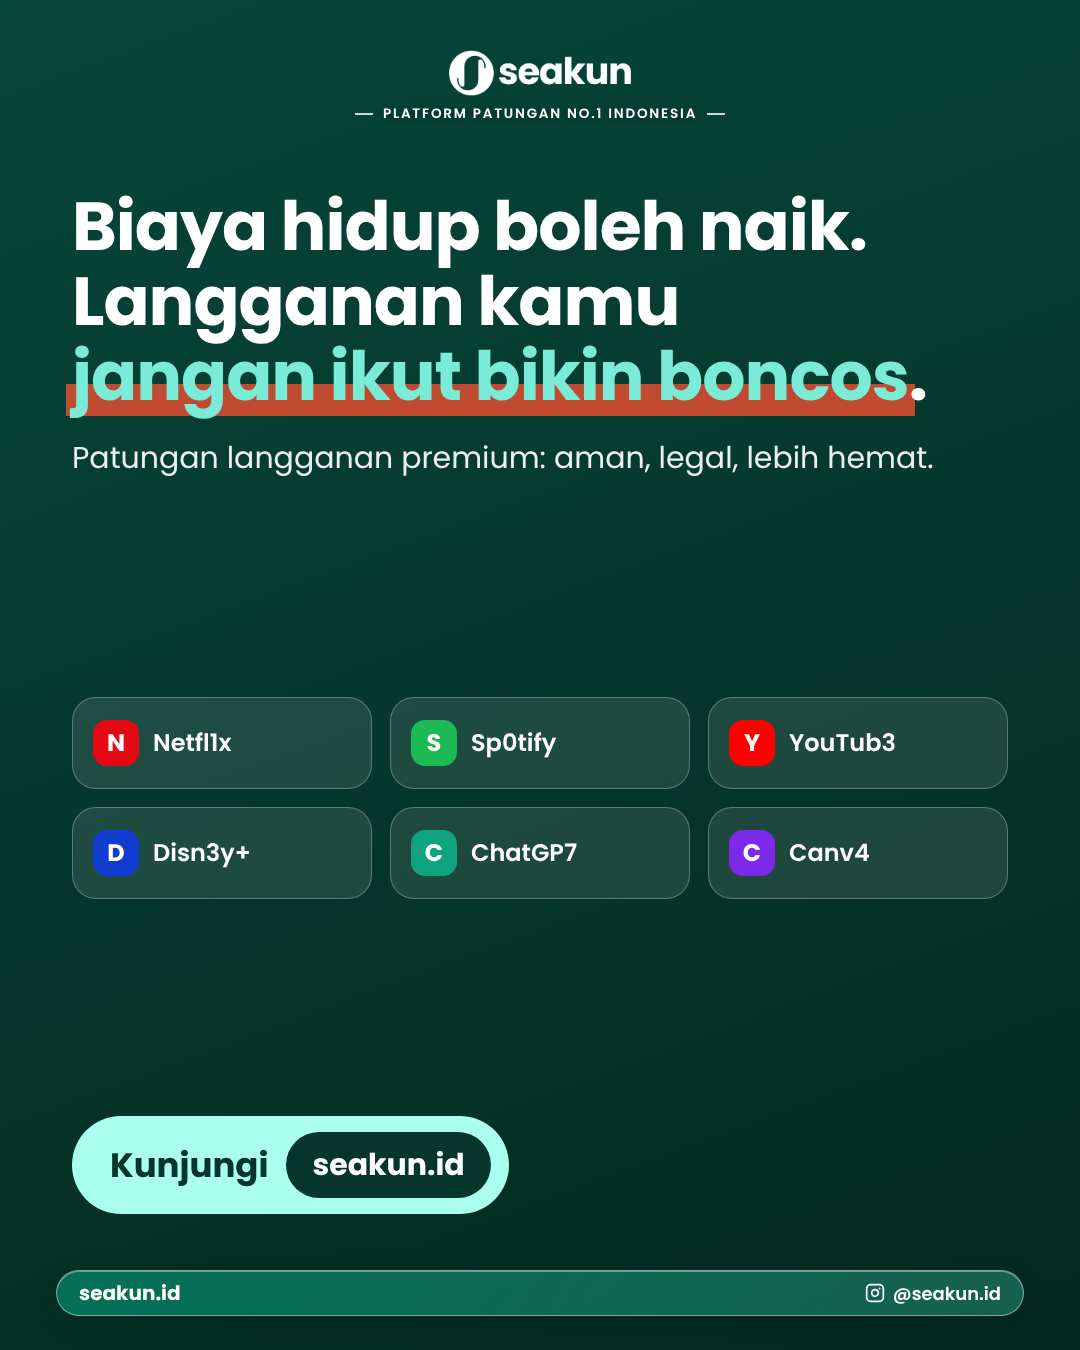 seakun
PLATFORM PATUNGAN NO.1 INDONESIA
Biaya hidup boleh naik.
Langganan kamu
jangan ikut bikin boncos.
Patungan langganan premium: aman, legal, lebih hemat.
N Netfl1x
S Sp0tify
Y YouTub3
D Disn3y+
C ChatGP7
C Canv4
Kunjungi seakun.id
seakun.id
@seakun.id